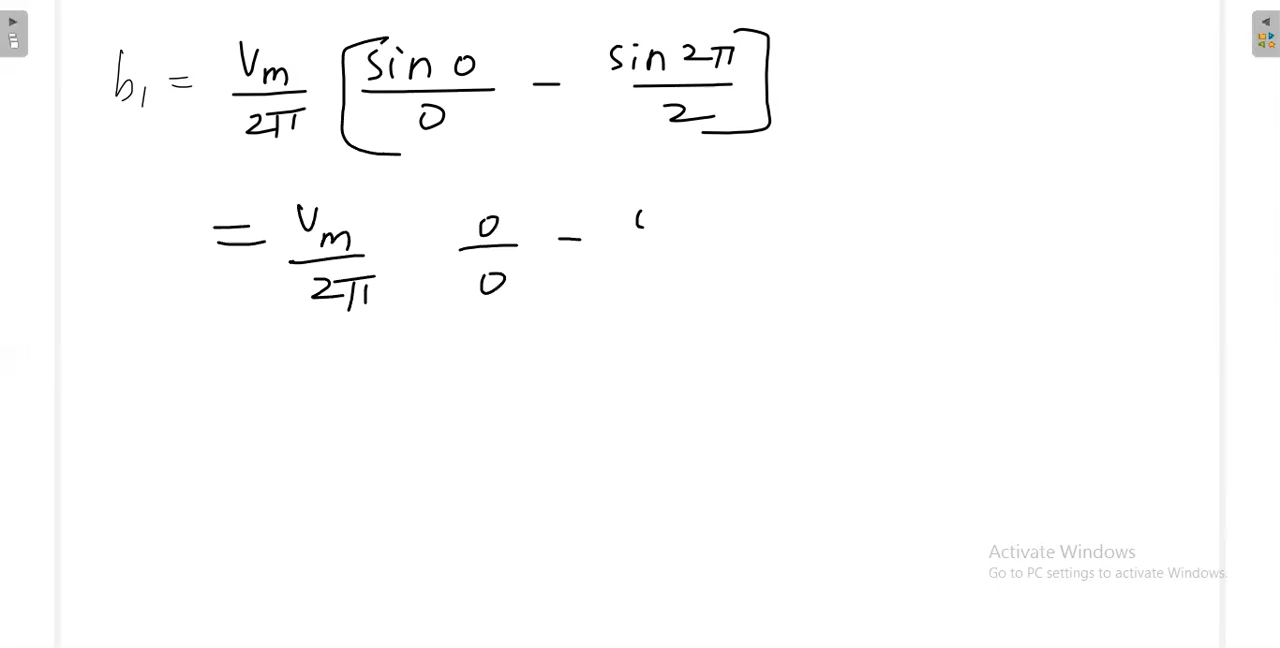 b₁ = Vm/2π [sin 0/0 - sin 2π/2]
= Vm/2π 0/0 - (
Activate Windows
Go to PC settings to activate Windows.